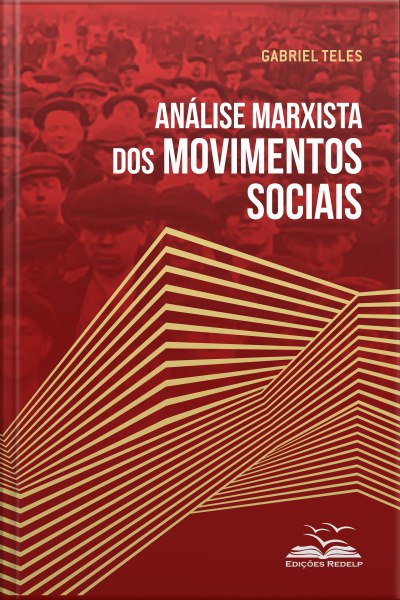 GABRIEL TELES
ANÁLISE MARXISTA
DOS MOVIMENTOS
SOCIAIS
EDIÇÕES REDELP